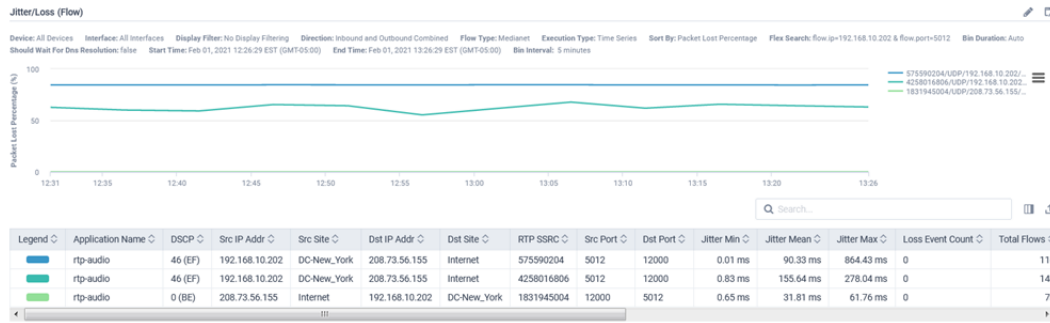 Jitter/Loss (Flow)
Device: All Devices Interface: All Interfaces Display Filter: No Display Filtering Direction: Inbound and Outbound Combined Flow Type: Medianet Execution Type: Time Series Sort By: Packet Lost Percentage Flex Search: flow.ip=192.168.10.202 & flow.port=5012 Bin Duration: Auto
Should Wait For Dns Resolution: false Start Time: Feb 01, 2021 12:26:29 EST (GMT-05:00) End Time: Feb 01, 2021 13:26:29 EST (GMT-05:00) Bin Interval: 5 minutes
Packet Lost Percentage (%)
100
50
0
12:31 12:35 12:40 12:45 12:50 12:55 13:00 13:05 13:10 13:15 13:20 13:26
575590204/UDP/192.168.10.202/...
4258016806/UDP/192.168.10.202...
1831945004/UDP/208.73.56.155/...
Search...
Legend Application Name DSCP Src IP Addr Src Site Dst IP Addr Dst Site RTP SSRC Src Port Dst Port Jitter Min Jitter Mean Jitter Max Loss Event Count Total Flows
rtp-audio 46 (EF) 192.168.10.202 DC-New_York 208.73.56.155 Internet 575590204 5012 12000 0.01 ms 90.33 ms 864.43 ms 0 11
rtp-audio 46 (EF) 192.168.10.202 DC-New_York 208.73.56.155 Internet 4258016806 5012 12000 0.83 ms 155.64 ms 278.04 ms 0 14
rtp-audio 0 (BE) 208.73.56.155 Internet 192.168.10.202 DC-New_York 1831945004 12000 5012 0.65 ms 31.81 ms 61.76 ms 0 7